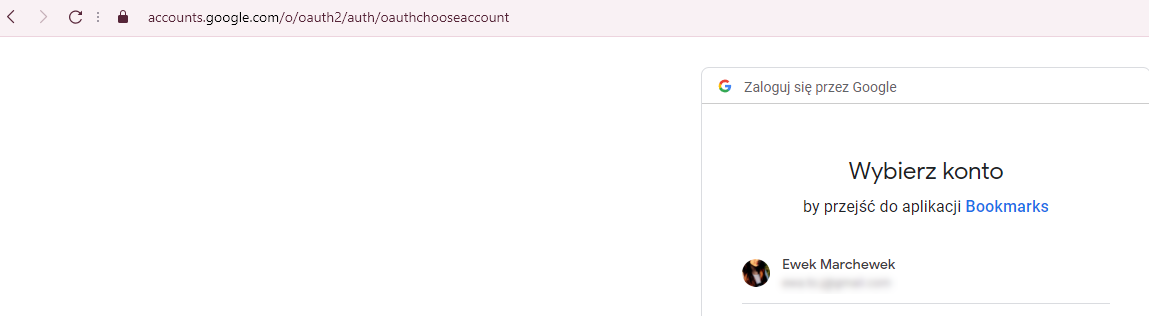 accounts.google.com/o/oauth2/auth/oauthchooseaccount
Zaloguj się przez Google
Wybierz konto
by przejść do aplikacji Bookmarks
Ewek Marchewek